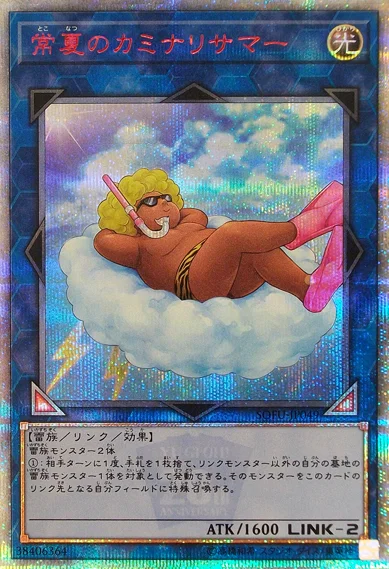 常夏のカミナリサマー
光
SOFU-JP049
【雷族／リンク／効果】
雷族モンスター２体
①：相手ターンに１度、手札を１枚捨て、リンクモンスター以外の自分の墓地の
雷族モンスター１体を対象として発動できる。そのモンスターをこのカードの
リンク先となる自分フィールドに特殊召喚する。
ATK/1600 LINK-2
38406364